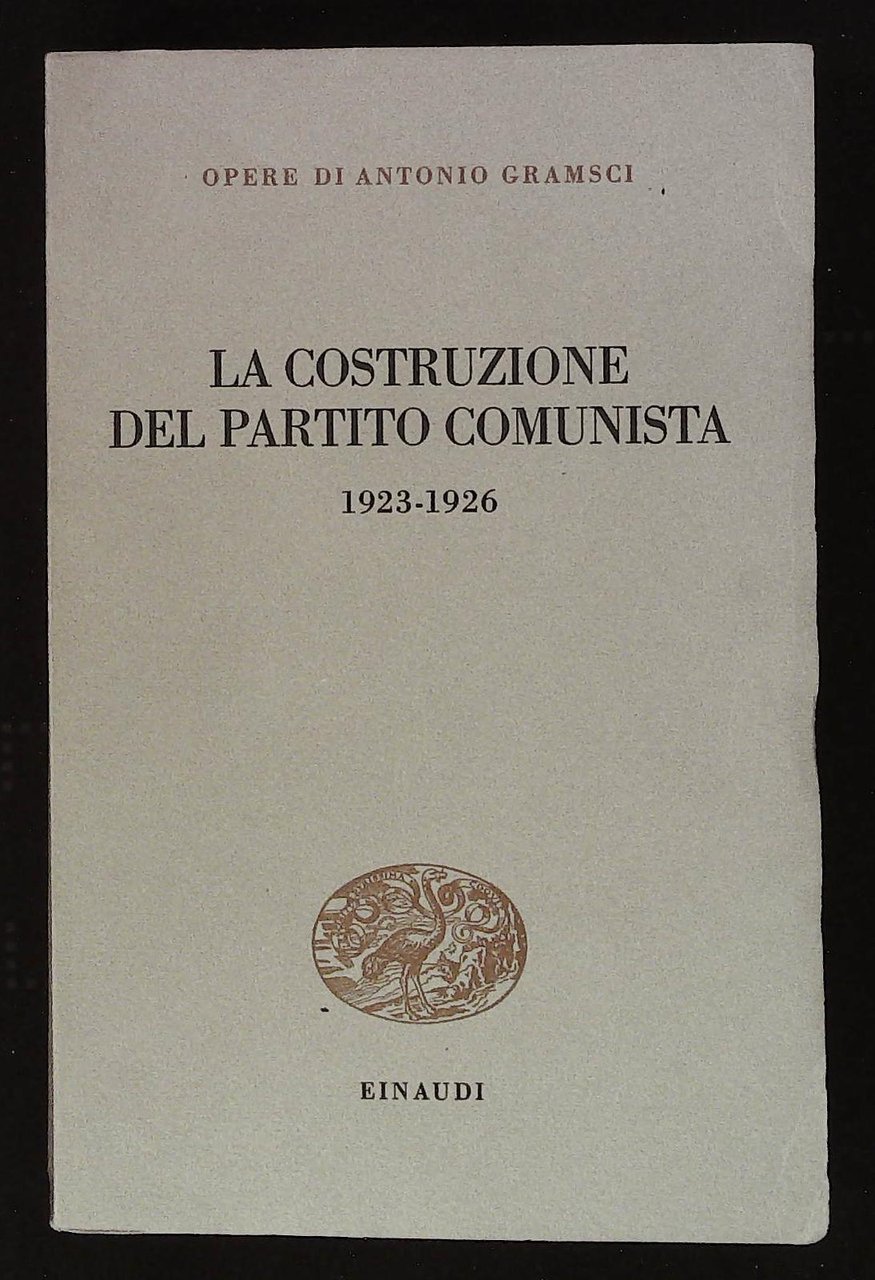 OPERE DI ANTONIO GRAMSCI
LA COSTRUZIONE
DEL PARTITO COMUNISTA
1923-1926
EINAUDI